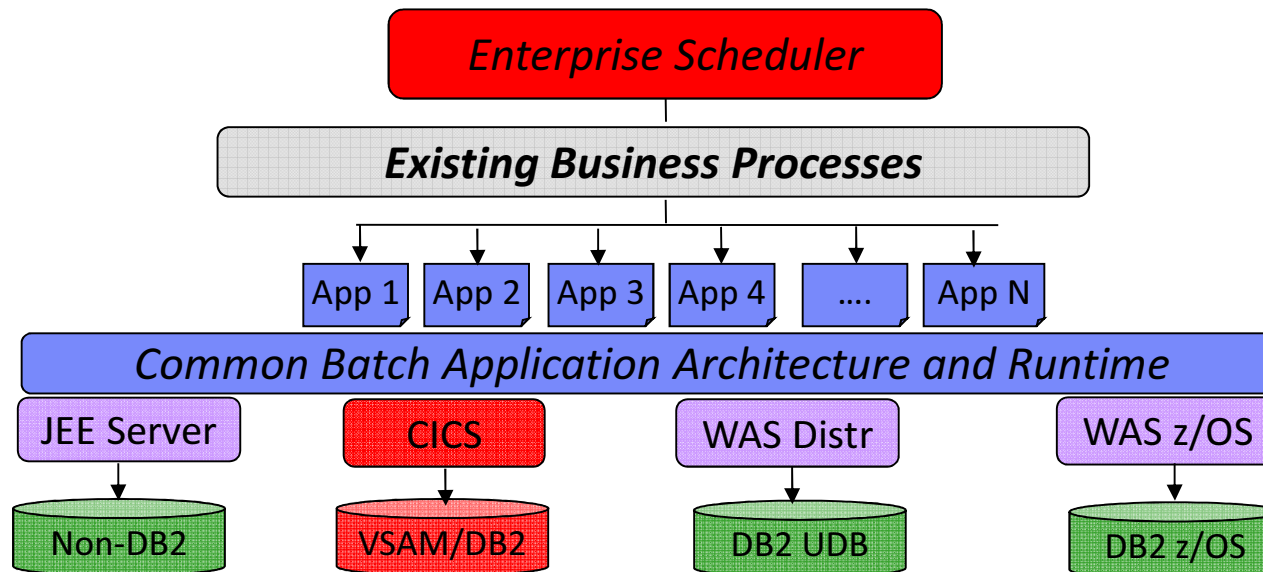 Enterprise Scheduler
Existing Business Processes
App 1 App 2 App 3 App 4 .... App N
Common Batch Application Architecture and Runtime
JEE Server CICS WAS Distr WAS z/OS
Non-DB2 VSAM/DB2 DB2 UDB DB2 z/OS